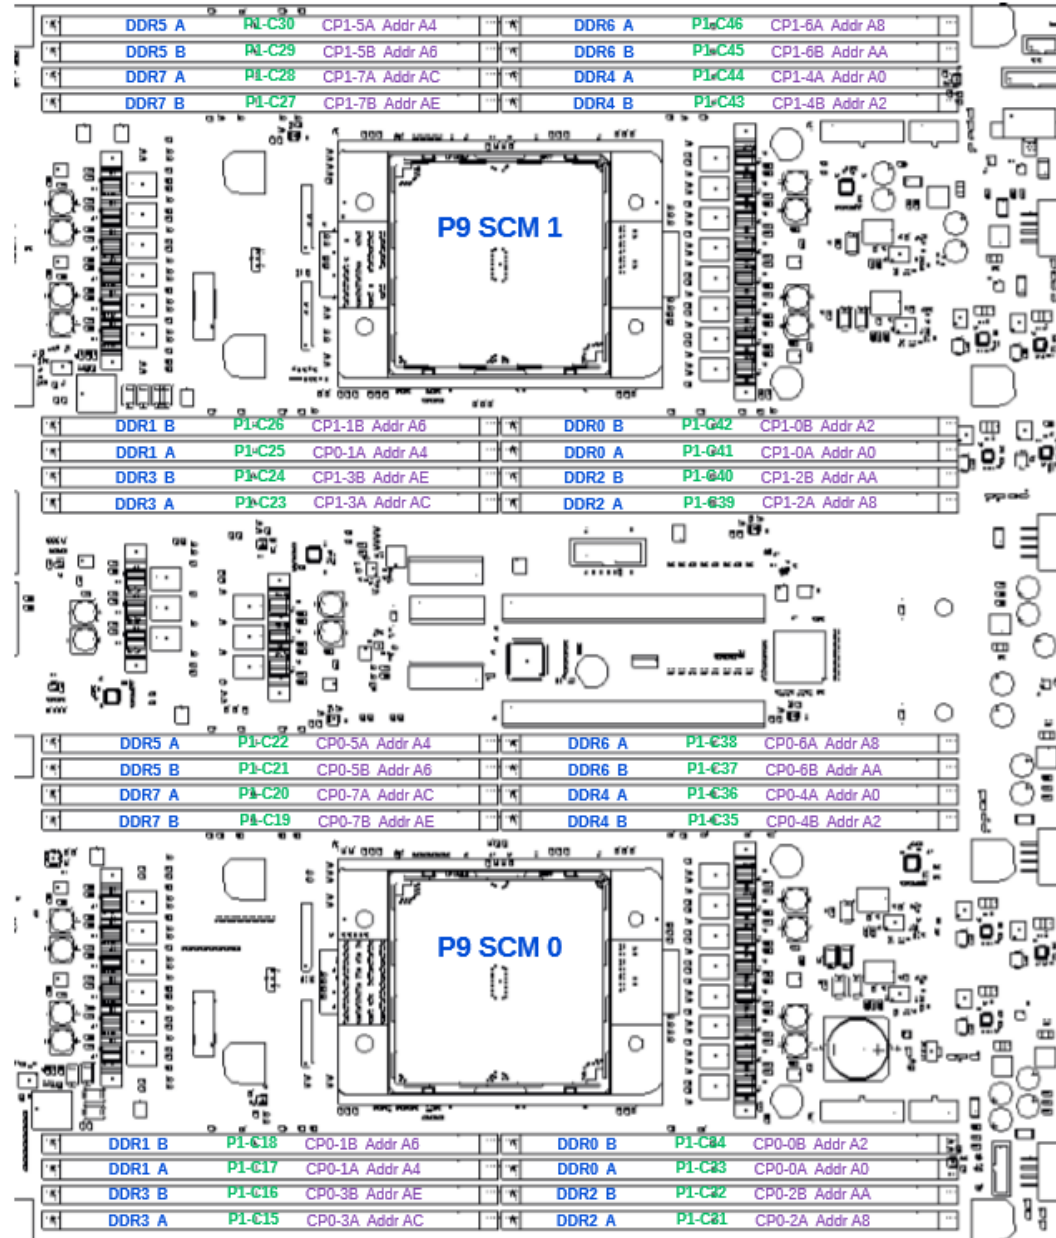 DDR5 A P1-C30 CP1-5A Addr A4 DDR6 A P1-C46 CP1-6A Addr A8
DDR5 B P1-C29 CP1-5B Addr A6 DDR6 B P1-C45 CP1-6B Addr AA
DDR7 A P1-C28 CP1-7A Addr AC DDR4 A P1-C44 CP1-4A Addr A0
DDR7 B P1-C27 CP1-7B Addr AE DDR4 B P1-C43 CP1-4B Addr A2
P9 SCM 1
DDR1 B P1-C26 CP1-1B Addr A6 DDR0 B P1-C42 CP1-0B Addr A2
DDR1 A P1-C25 CP0-1A Addr A4 DDR0 A P1-C41 CP1-0A Addr A0
DDR3 B P1-C24 CP1-3B Addr AE DDR2 B P1-C40 CP1-2B Addr AA
DDR3 A P1-C23 CP1-3A Addr AC DDR2 A P1-C39 CP1-2A Addr A8
DDR5 A P1-C22 CP0-5A Addr A4 DDR6 A P1-C38 CP0-6A Addr A8
DDR5 B P1-C21 CP0-5B Addr A6 DDR6 B P1-C37 CP0-6B Addr AA
DDR7 A P1-C20 CP0-7A Addr AC DDR4 A P1-C36 CP0-4A Addr A0
DDR7 B P1-C19 CP0-7B Addr AE DDR4 B P1-C35 CP0-4B Addr A2
P9 SCM 0
DDR1 B P1-C18 CP0-1B Addr A6 DDR0 B P1-C34 CP0-0B Addr A2
DDR1 A P1-C17 CP0-1A Addr A4 DDR0 A P1-C33 CP0-0A Addr A0
DDR3 B P1-C16 CP0-3B Addr AE DDR2 B P1-C32 CP0-2B Addr AA
DDR3 A P1-C15 CP0-3A Addr AC DDR2 A P1-C31 CP0-2A Addr A8